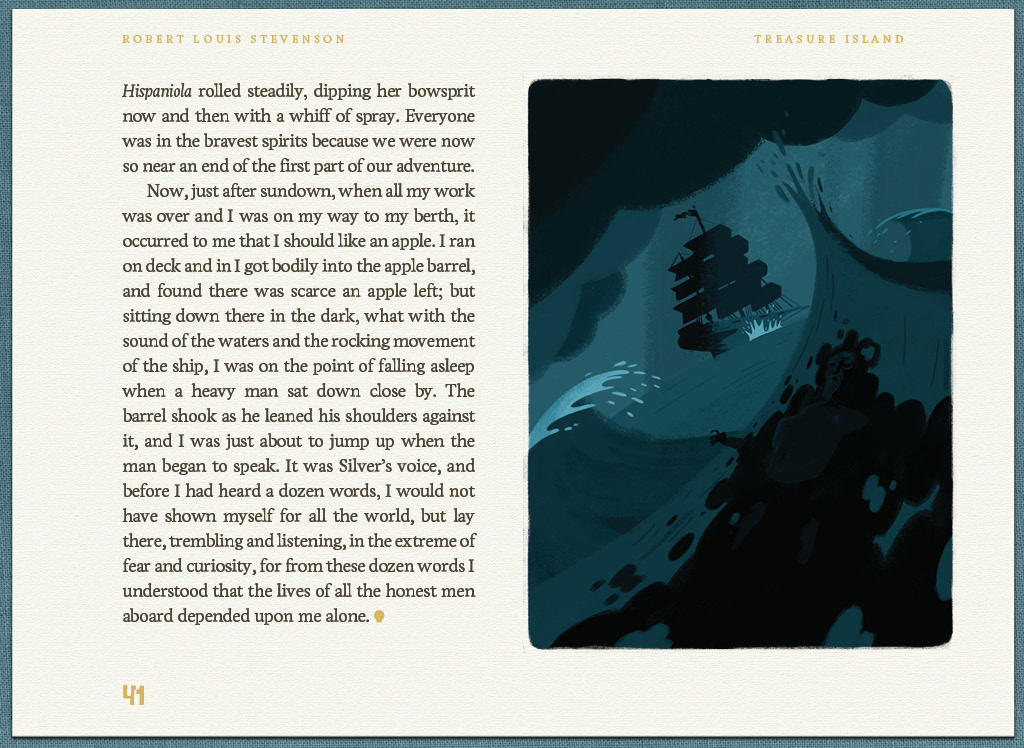 ROBERT LOUIS STEVENSON
TREASURE ISLAND
Hispaniola rolled steadily, dipping her bowsprit
now and then with a whiff of spray. Everyone
was in the bravest spirits because we were now
so near an end of the first part of our adventure.
Now, just after sundown, when all my work
was over and I was on my way to my berth, it
occurred to me that I should like an apple. I ran
on deck and in I got bodily into the apple barrel,
and found there was scarce an apple left; but
sitting down there in the dark, what with the
sound of the waters and the rocking movement
of the ship, I was on the point of falling asleep
when a heavy man sat down close by. The
barrel shook as he leaned his shoulders against
it, and I was just about to jump up when the
man began to speak. It was Silver’s voice, and
before I had heard a dozen words, I would not
have shown myself for all the world, but lay
there, trembling and listening, in the extreme of
fear and curiosity, for from these dozen words I
understood that the lives of all the honest men
aboard depended upon me alone.
41